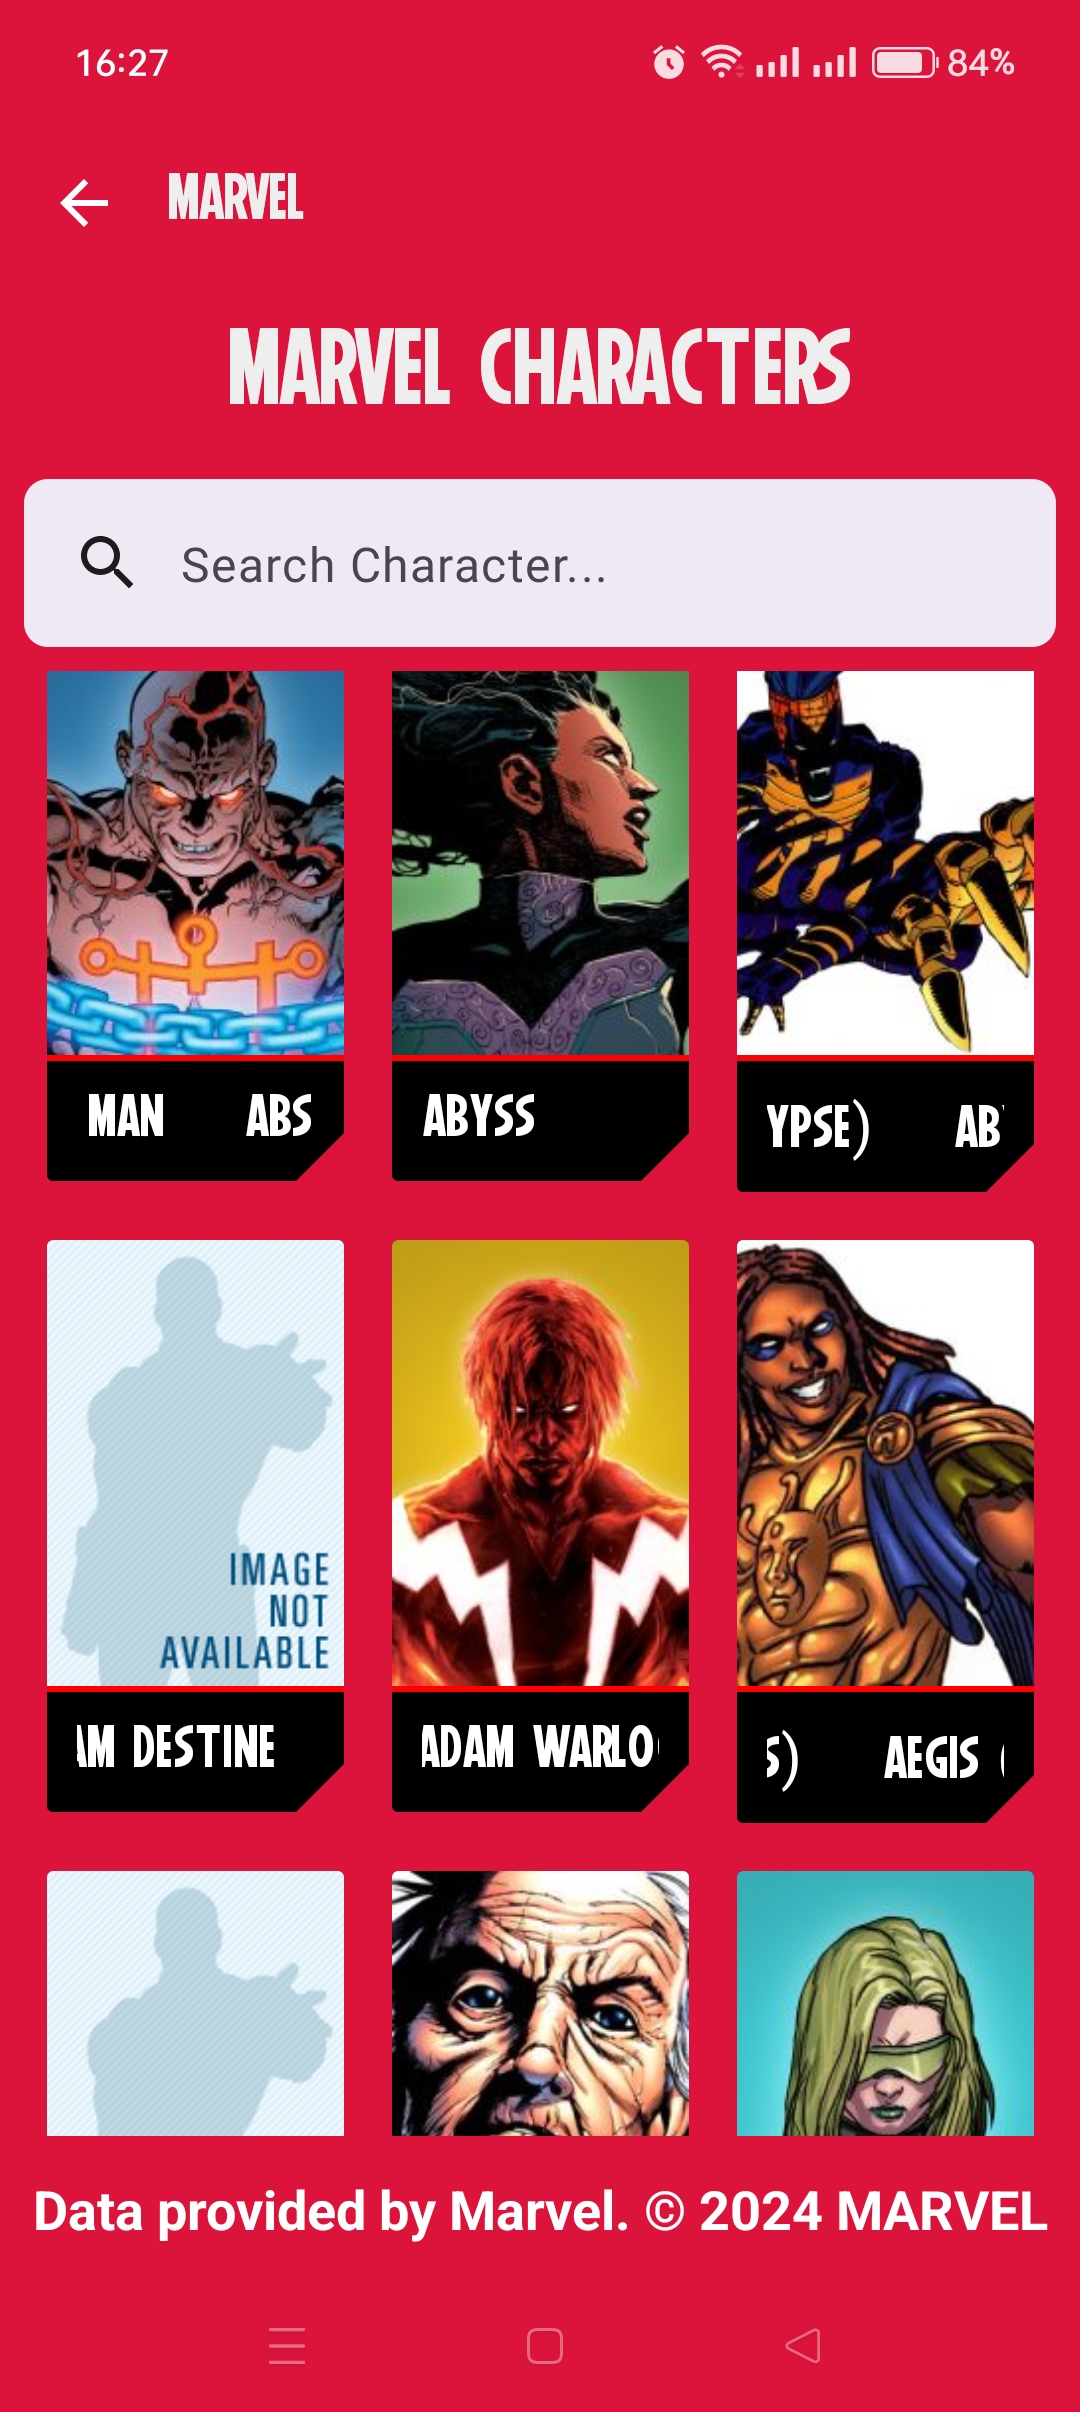 16:27 84%
MARVEL
MARVEL CHARACTERS
Search Character...
MAN ABS
ABYSS
YPSE) AB
IMAGE
NOT
AVAILABLE
AM DESTINE
ADAM WARLO
S) AEGIS (
Data provided by Marvel. © 2024 MARVEL